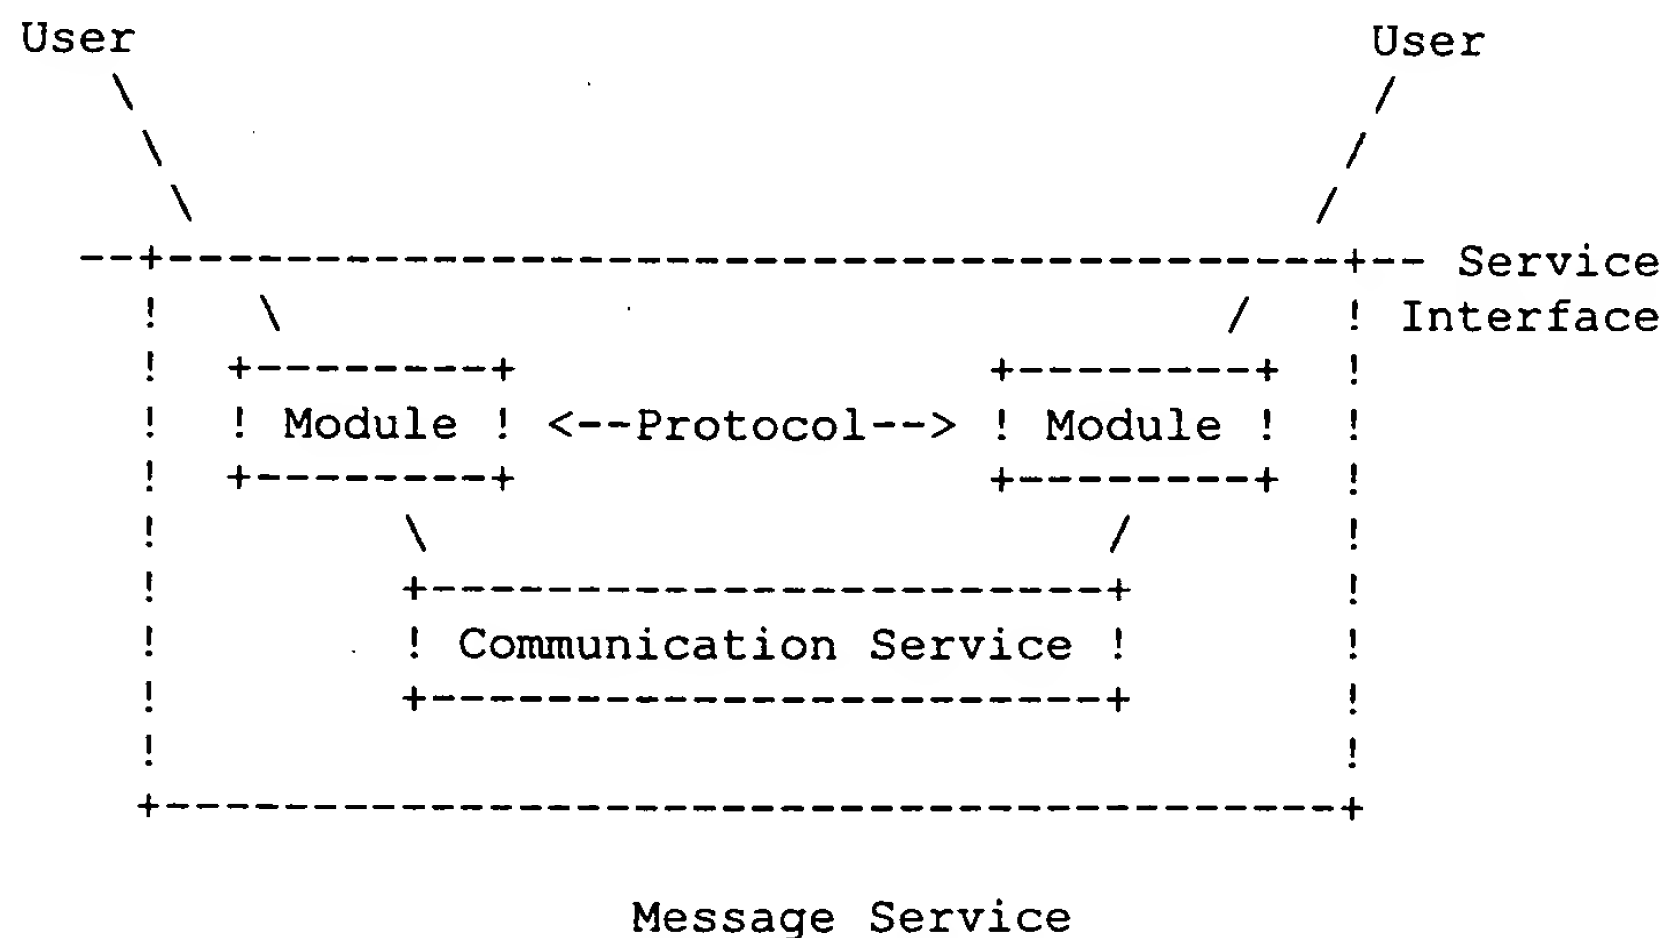 User User
Service
Interface
Module <--Protocol--> Module
Communication Service
Message Service